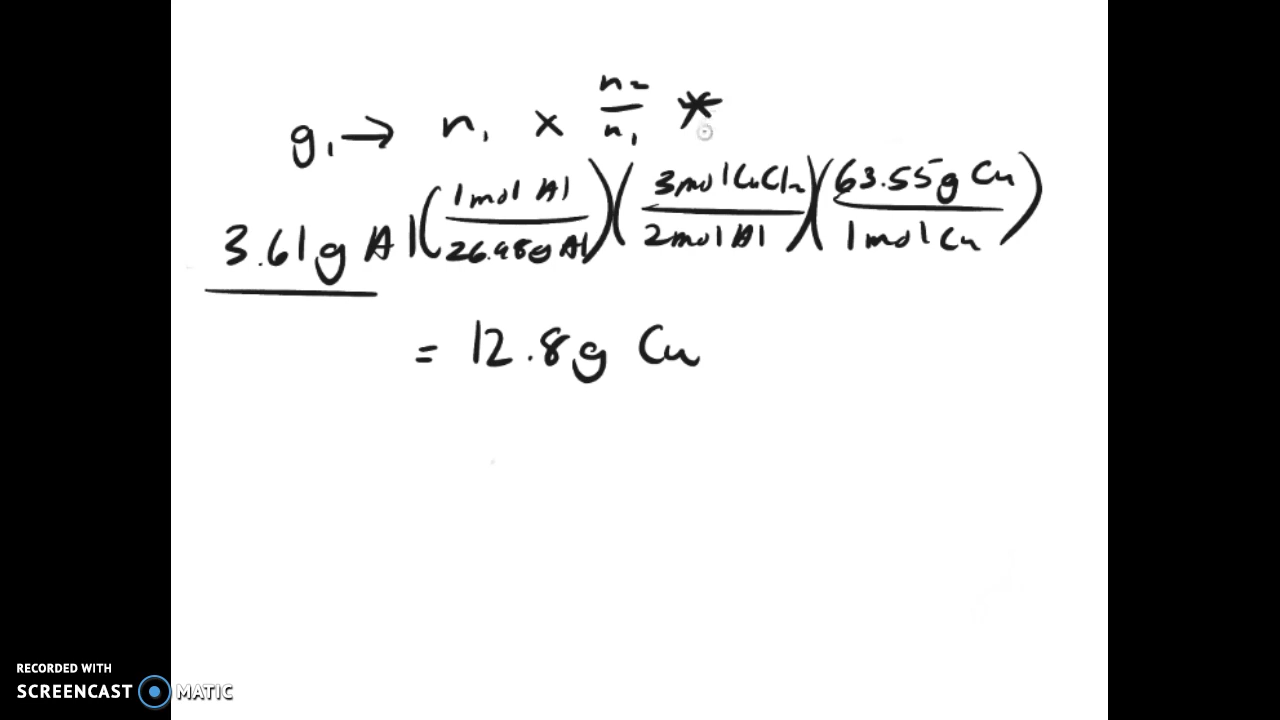 g₁ → n₁ × n₂/n₁ *
3.61g Al (1mol Al/26.98g Al)(3mol CuCl₂/2mol Al)(63.55g Cu/1mol Cu)
= 12.8g Cu
RECORDED WITH
SCREENCAST MATIC